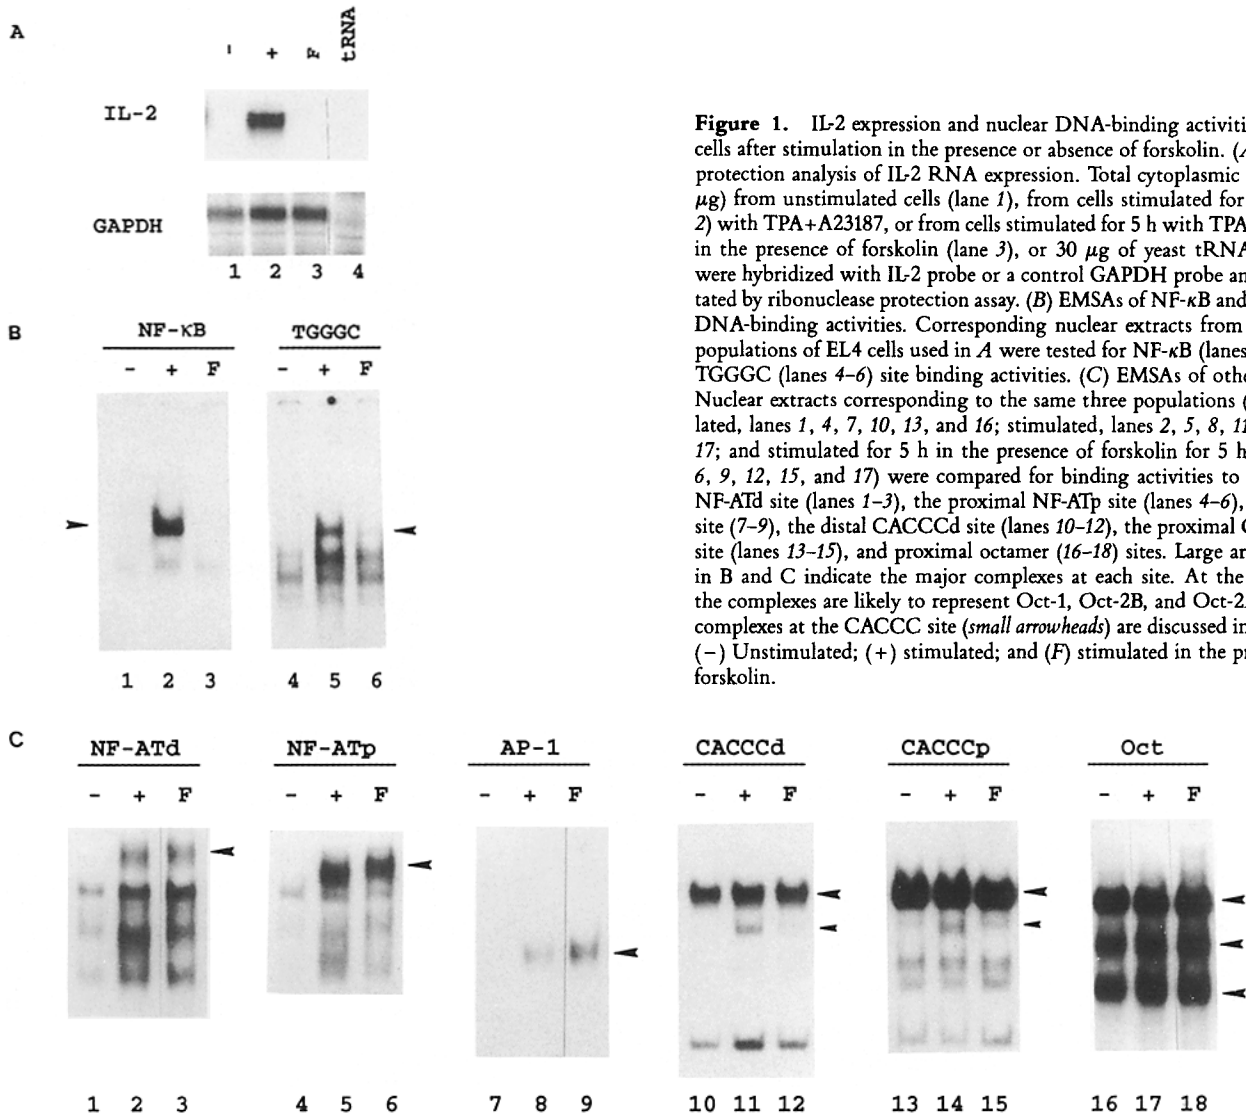 A
- + F tRNA
IL-2
GAPDH
1 2 3 4
B
NF-κB TGGGC
- + F - + F
1 2 3 4 5 6
Figure 1. IL-2 expression and nuclear DNA-binding activiti
cells after stimulation in the presence or absence of forskolin. (A
protection analysis of IL-2 RNA expression. Total cytoplasmic
μg) from unstimulated cells (lane 1), from cells stimulated for
2) with TPA+A23187, or from cells stimulated for 5 h with TPA
in the presence of forskolin (lane 3), or 30 μg of yeast tRNA
were hybridized with IL-2 probe or a control GAPDH probe an
tated by ribonuclease protection assay. (B) EMSAs of NF-κB and
DNA-binding activities. Corresponding nuclear extracts from
populations of EL4 cells used in A were tested for NF-κB (lanes
TGGGC (lanes 4-6) site binding activities. (C) EMSAs of othe
Nuclear extracts corresponding to the same three populations (
lated, lanes 1, 4, 7, 10, 13, and 16; stimulated, lanes 2, 5, 8, 11
17; and stimulated for 5 h in the presence of forskolin for 5 h
6, 9, 12, 15, and 17) were compared for binding activities to
NF-ATd site (lanes 1-3), the proximal NF-ATp site (lanes 4-6),
site (7-9), the distal CACCCd site (lanes 10-12), the proximal C
site (lanes 13-15), and proximal octamer (16-18) sites. Large ar
in B and C indicate the major complexes at each site. At the
the complexes are likely to represent Oct-1, Oct-2B, and Oct-2
complexes at the CACCC site (small arrowheads) are discussed in
(-) Unstimulated; (+) stimulated; and (F) stimulated in the pr
forskolin.
C
NF-ATd NF-ATp AP-1 CACCCd CACCCp Oct
- + F - + F - + F - + F - + F - + F
1 2 3 4 5 6 7 8 9 10 11 12 13 14 15 16 17 18